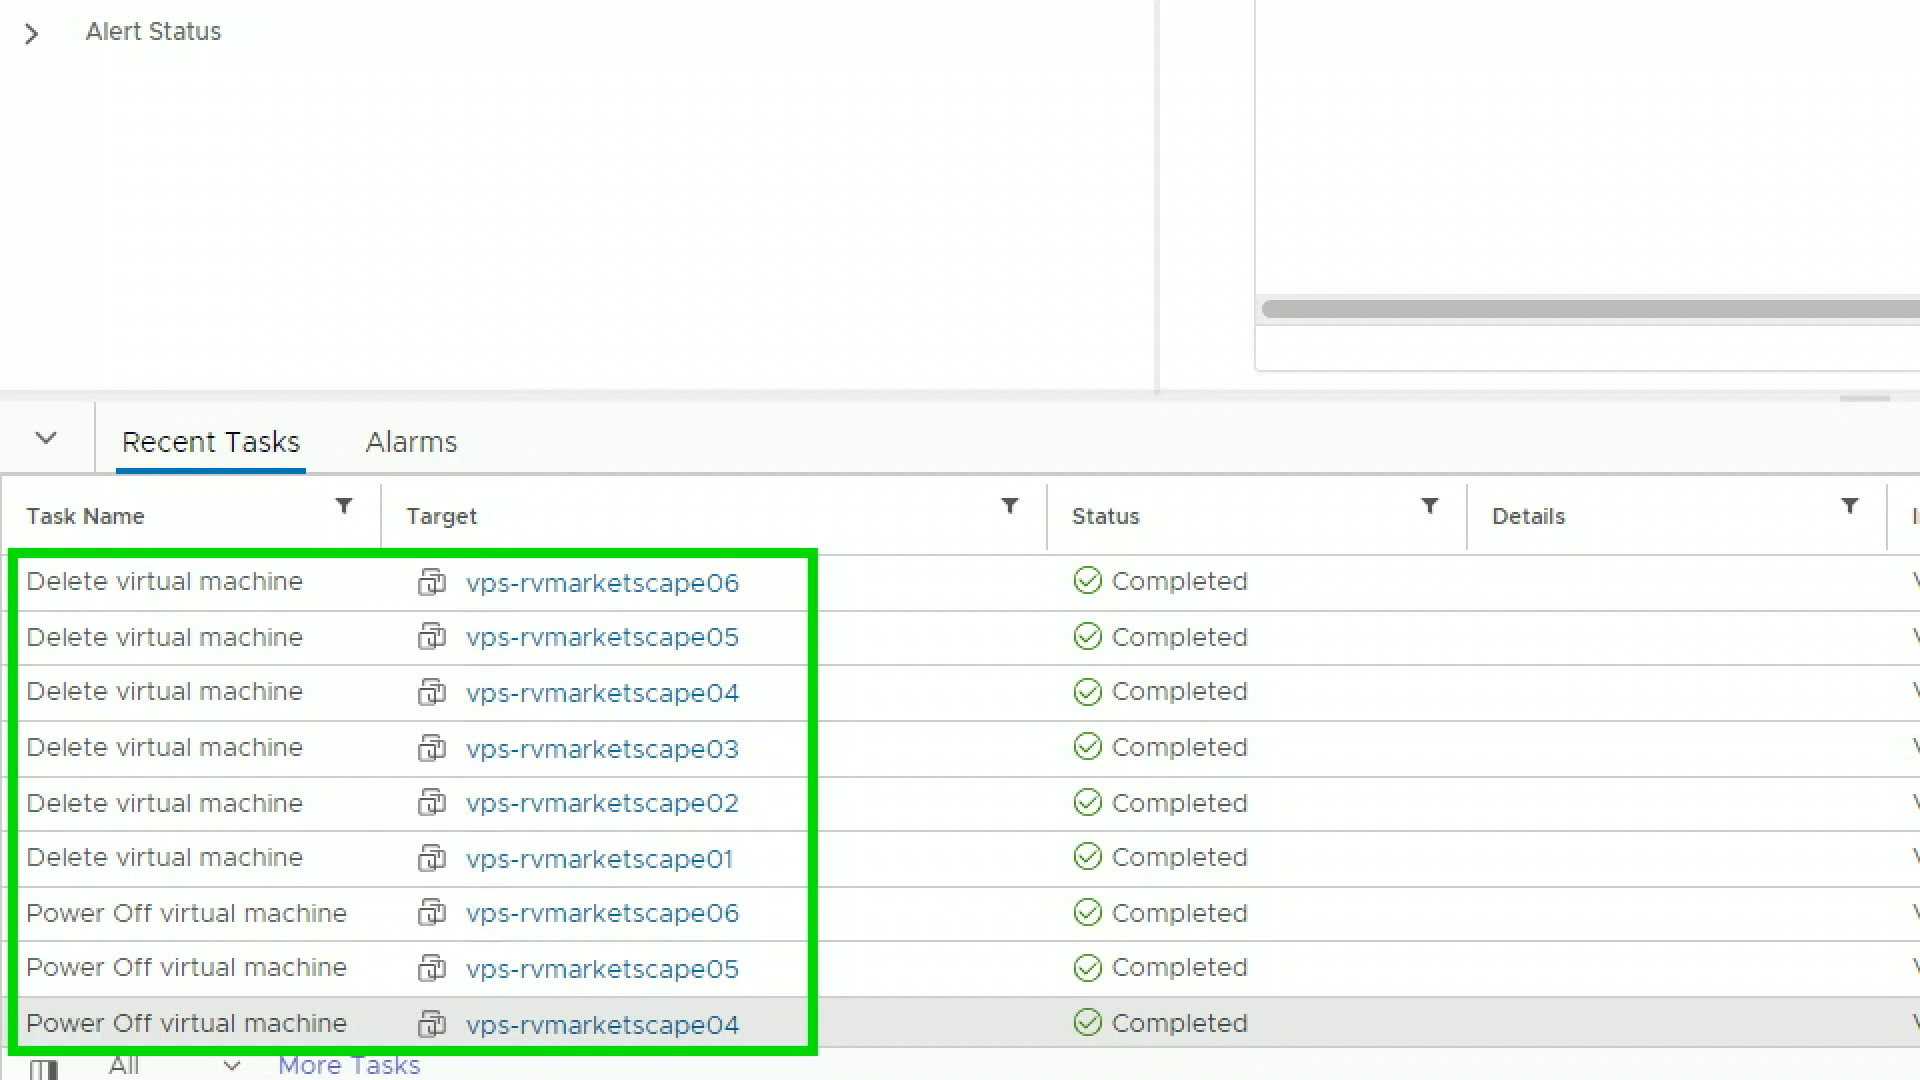 Alert Status
Recent Tasks Alarms
Task Name Target Status Details
Delete virtual machine vps-rvmarketscape06 Completed
Delete virtual machine vps-rvmarketscape05 Completed
Delete virtual machine vps-rvmarketscape04 Completed
Delete virtual machine vps-rvmarketscape03 Completed
Delete virtual machine vps-rvmarketscape02 Completed
Delete virtual machine vps-rvmarketscape01 Completed
Power Off virtual machine vps-rvmarketscape06 Completed
Power Off virtual machine vps-rvmarketscape05 Completed
Power Off virtual machine vps-rvmarketscape04 Completed
All More Tasks